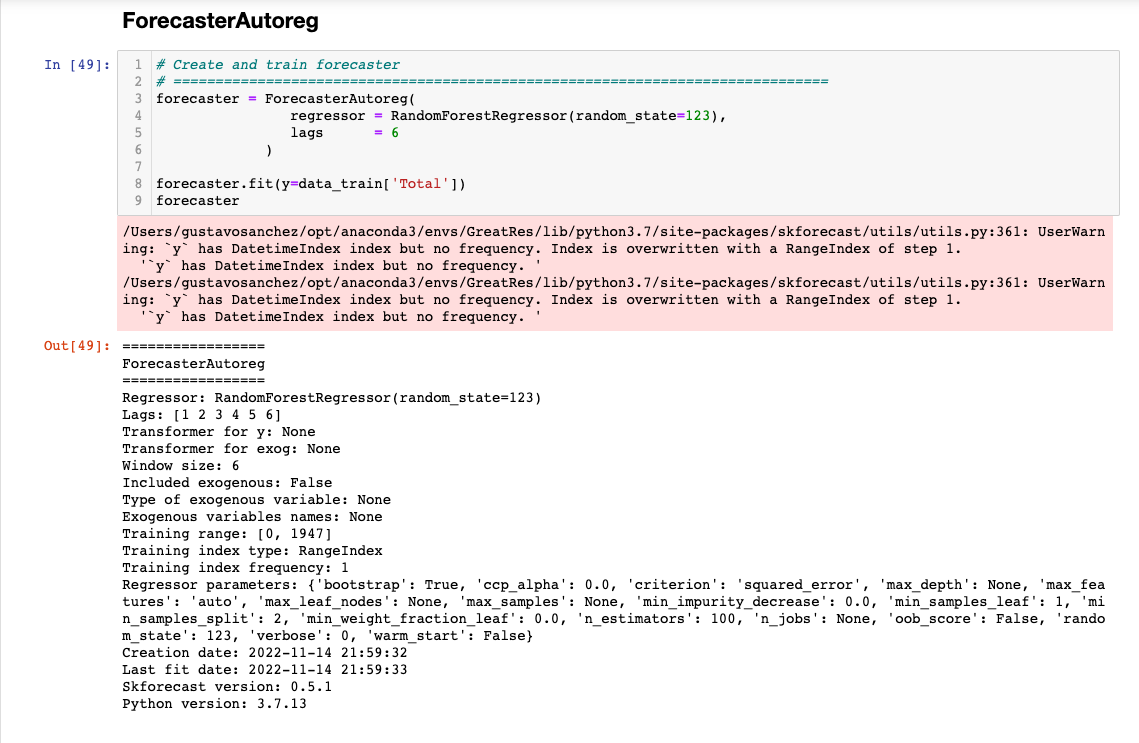 ForecasterAutoreg
In [49]:
1 # Create and train forecaster
2 # ==============================================================================
3 forecaster = ForecasterAutoreg(
4                 regressor = RandomForestRegressor(random_state=123),
5                 lags      = 6
6              )
7
8 forecaster.fit(y=data_train['Total'])
9 forecaster
/Users/gustavosanchez/opt/anaconda3/envs/GreatRes/lib/python3.7/site-packages/skforecast/utils/utils.py:361: UserWarn
ing: `y` has DatetimeIndex index but no frequency. Index is overwritten with a RangeIndex of step 1.
  '`y` has DatetimeIndex index but no frequency. '
/Users/gustavosanchez/opt/anaconda3/envs/GreatRes/lib/python3.7/site-packages/skforecast/utils/utils.py:361: UserWarn
ing: `y` has DatetimeIndex index but no frequency. Index is overwritten with a RangeIndex of step 1.
  '`y` has DatetimeIndex index but no frequency. '
Out[49]: =================
ForecasterAutoreg
=================
Regressor: RandomForestRegressor(random_state=123)
Lags: [1 2 3 4 5 6]
Transformer for y: None
Transformer for exog: None
Window size: 6
Included exogenous: False
Type of exogenous variable: None
Exogenous variables names: None
Training range: [0, 1947]
Training index type: RangeIndex
Training index frequency: 1
Regressor parameters: {'bootstrap': True, 'ccp_alpha': 0.0, 'criterion': 'squared_error', 'max_depth': None, 'max_fea
tures': 'auto', 'max_leaf_nodes': None, 'max_samples': None, 'min_impurity_decrease': 0.0, 'min_samples_leaf': 1, 'mi
n_samples_split': 2, 'min_weight_fraction_leaf': 0.0, 'n_estimators': 100, 'n_jobs': None, 'oob_score': False, 'rando
m_state': 123, 'verbose': 0, 'warm_start': False}
Creation date: 2022-11-14 21:59:32
Last fit date: 2022-11-14 21:59:33
Skforecast version: 0.5.1
Python version: 3.7.13